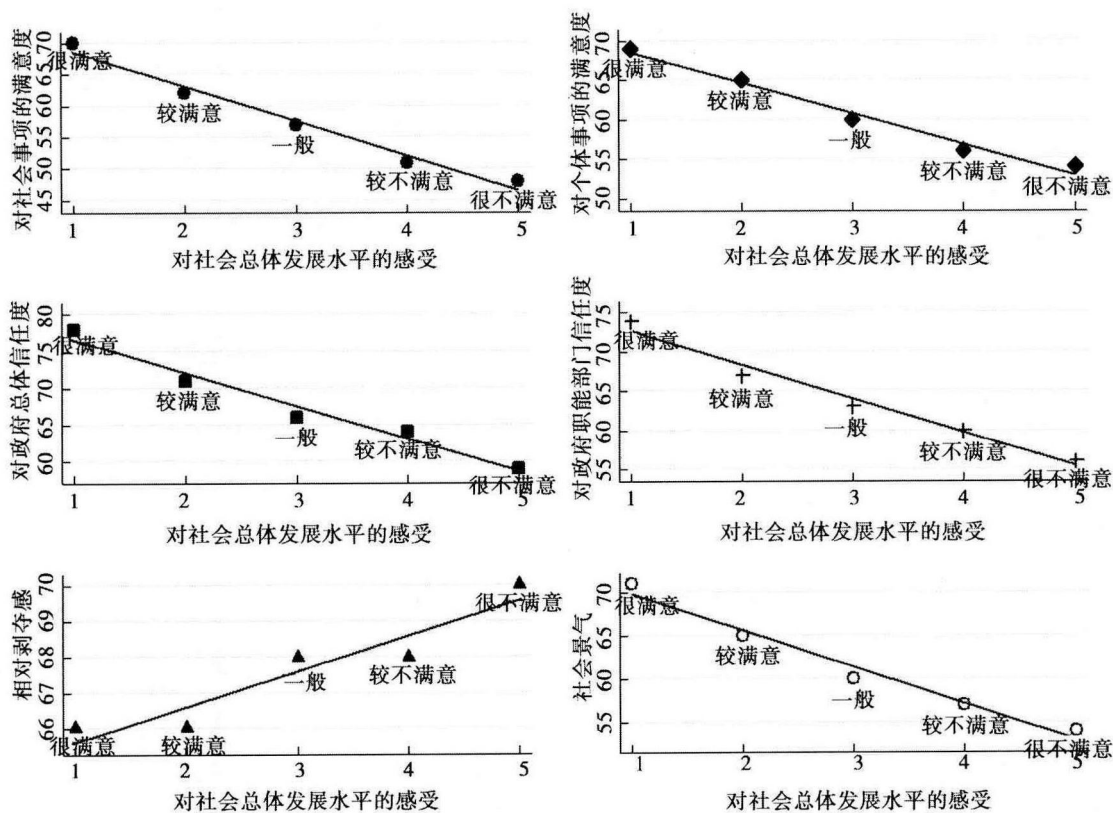 对社会事项的满意度
70
65
60
55
50
45
很满意
较满意
一般
较不满意
很不满意
1 2 3 4 5
对社会总体发展水平的感受
对个体事项的满意度
70
65
60
55
50
很满意
较满意
一般
较不满意
很不满意
1 2 3 4 5
对社会总体发展水平的感受
对政府总体信任度
80
75
70
65
60
很满意
较满意
一般
较不满意
很不满意
1 2 3 4 5
对社会总体发展水平的感受
对政府职能部门信任度
75
70
65
60
55
很满意
较满意
一般
较不满意
很不满意
1 2 3 4 5
对社会总体发展水平的感受
相对剥夺感
70
69
68
67
66
很满意
较满意
一般
较不满意
很不满意
1 2 3 4 5
对社会总体发展水平的感受
社会景气
70
65
60
55
很满意
较满意
一般
较不满意
很不满意
1 2 3 4 5
对社会总体发展水平的感受